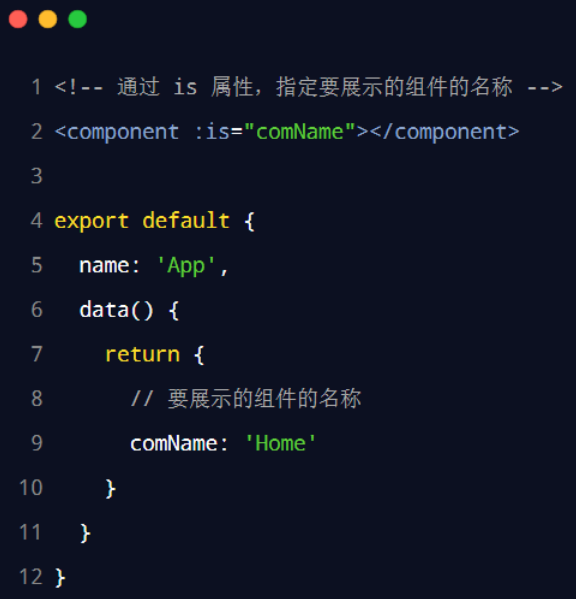 1 <!-- 通过 is 属性，指定要展示的组件的名称 -->
2 <component :is="comName"></component>
3
4 export default {
5   name: 'App',
6   data() {
7     return {
8       // 要展示的组件的名称
9       comName: 'Home'
10     }
11   }
12 }